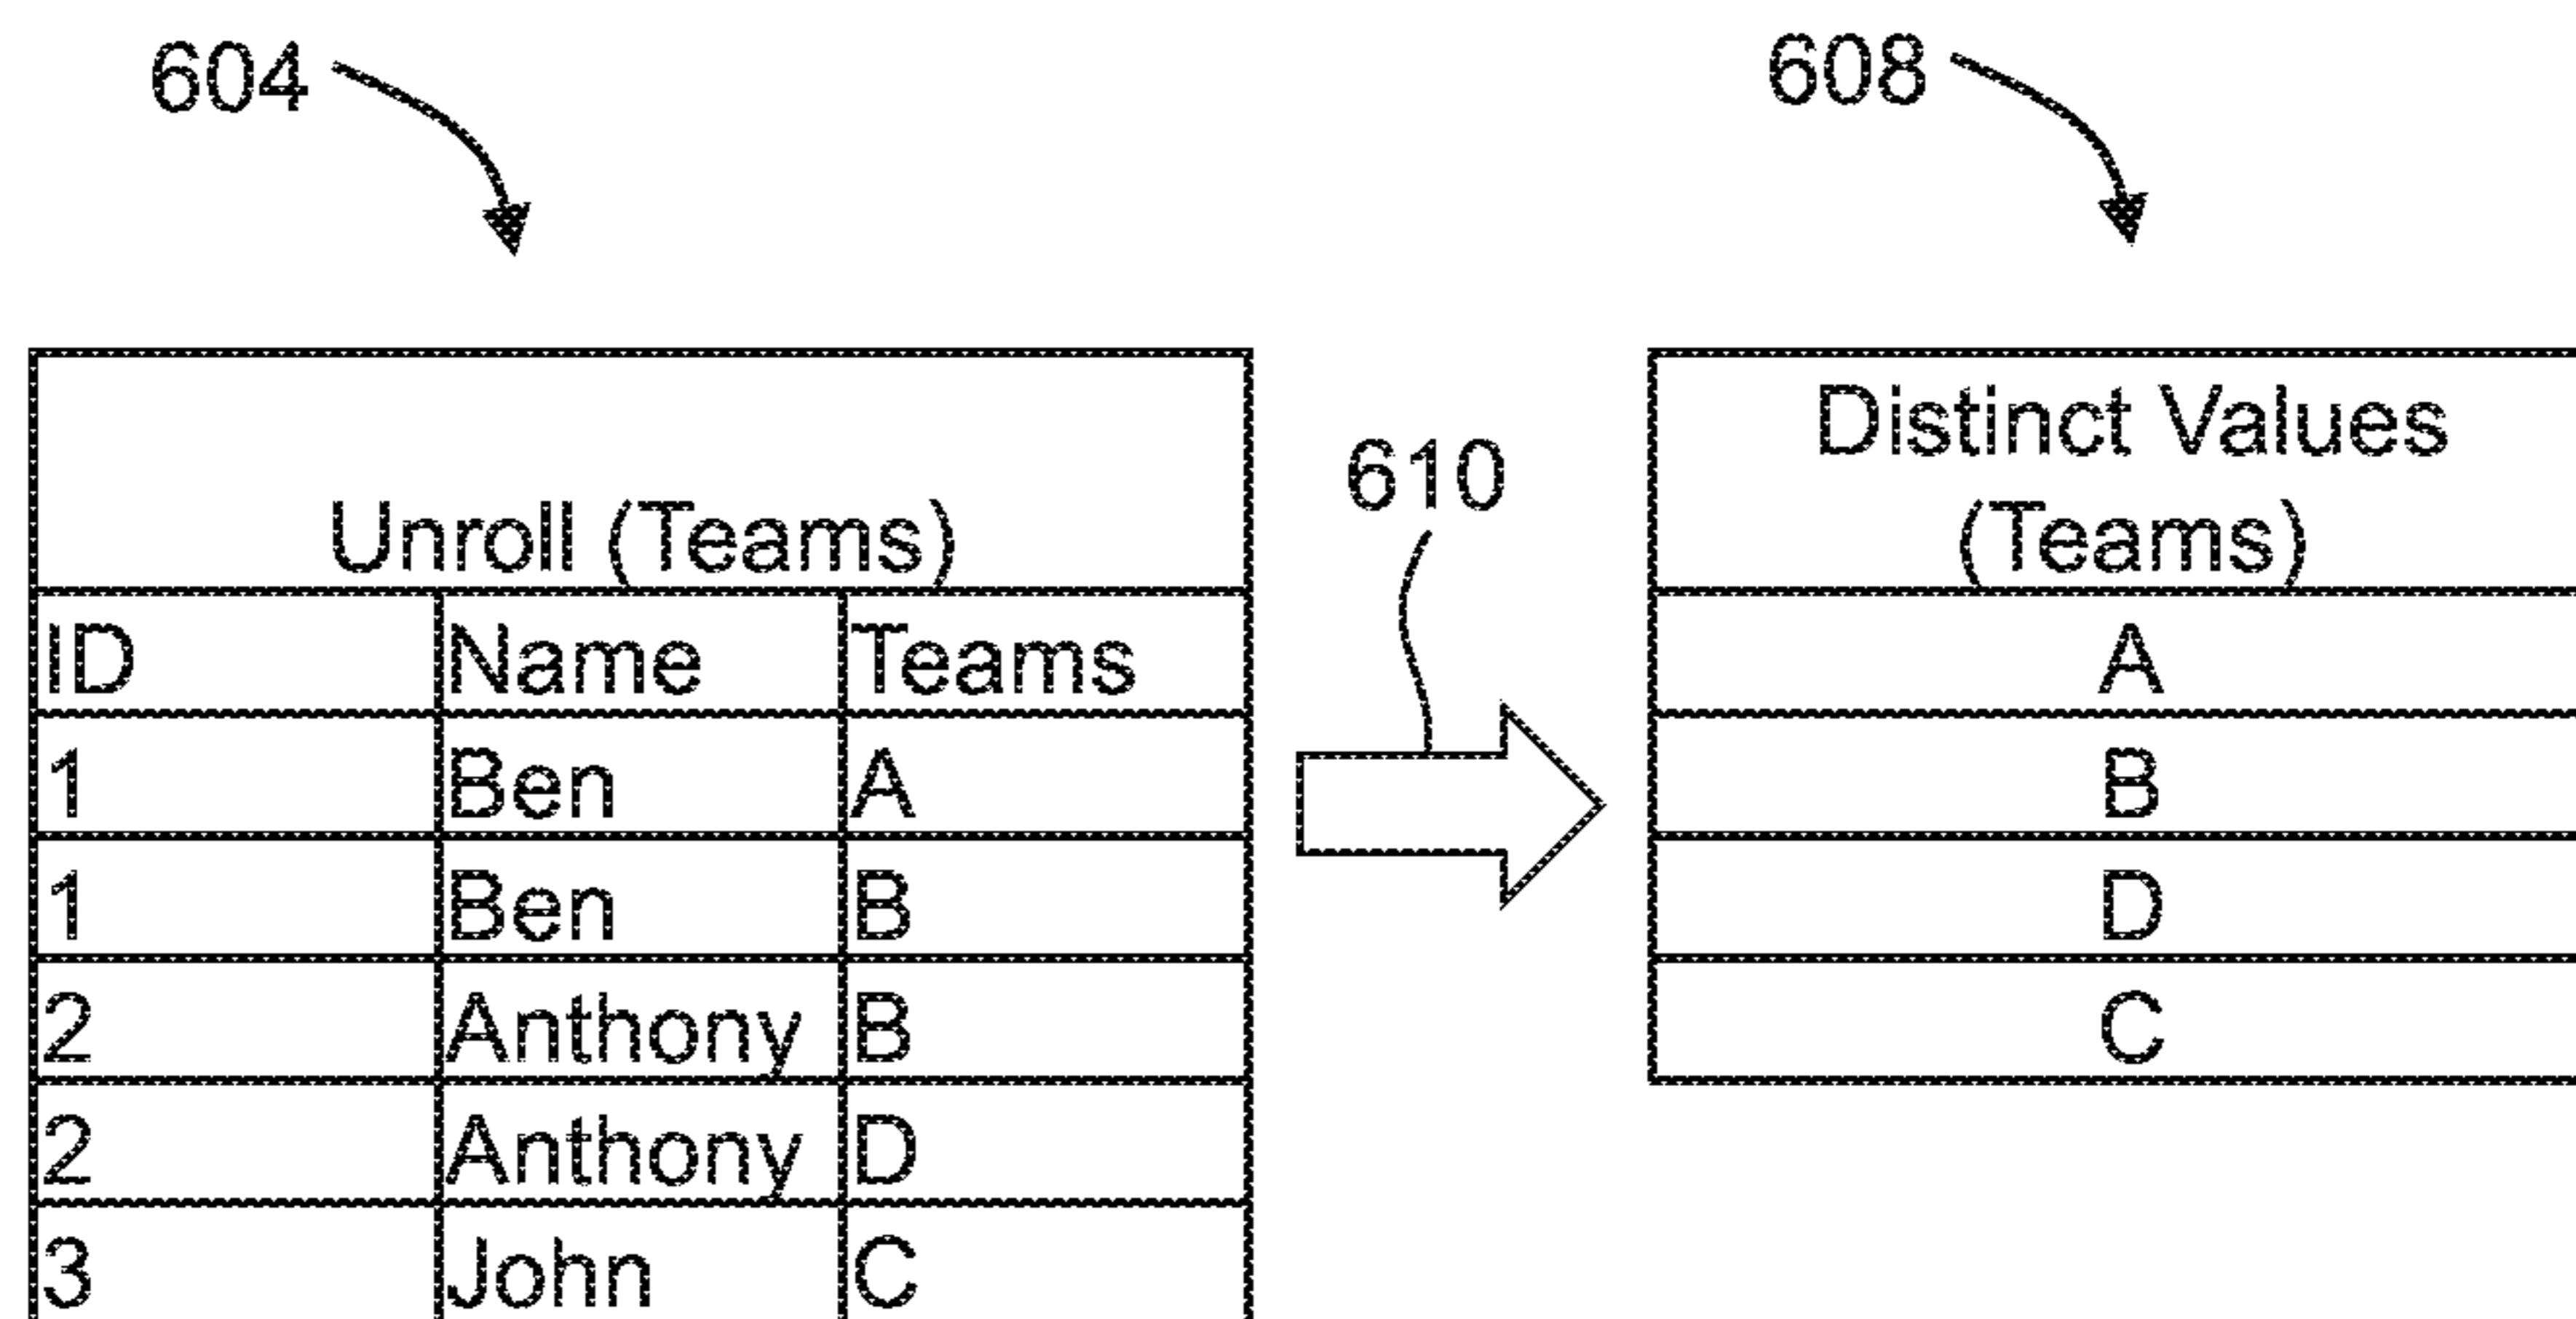 604
608
Unroll (Teams)
ID Name Teams
1 Ben A
1 Ben B
2 Anthony B
2 Anthony D
3 John C
610
Distinct Values
(Teams)
A
B
D
C